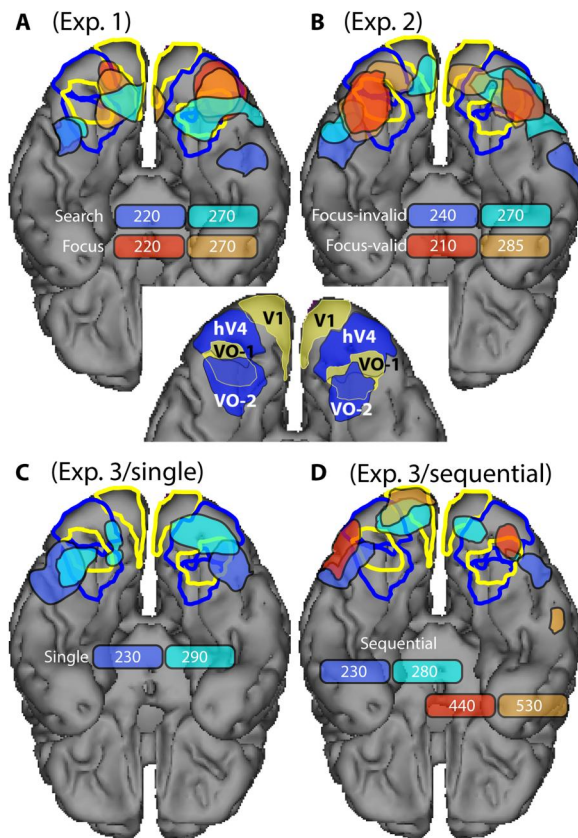 A (Exp. 1)
B (Exp. 2)
Search 220 270
Focus 220 270
Focus-invalid 240 270
Focus-valid 210 285
V1 V1
hV4 hV4
VO-1 VO-1
VO-2 VO-2
C (Exp. 3/single)
D (Exp. 3/sequential)
Single 230 290
Sequential
230 280
440 530